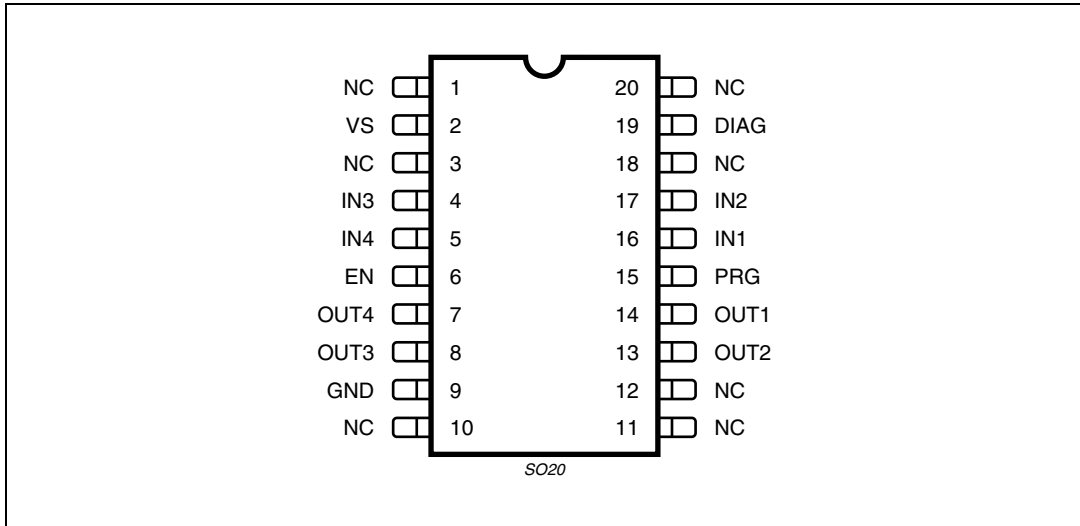 NC 1 20 NC
VS 2 19 DIAG
NC 3 18 NC
IN3 4 17 IN2
IN4 5 16 IN1
EN 6 15 PRG
OUT4 7 14 OUT1
OUT3 8 13 OUT2
GND 9 12 NC
NC 10 11 NC
SO20